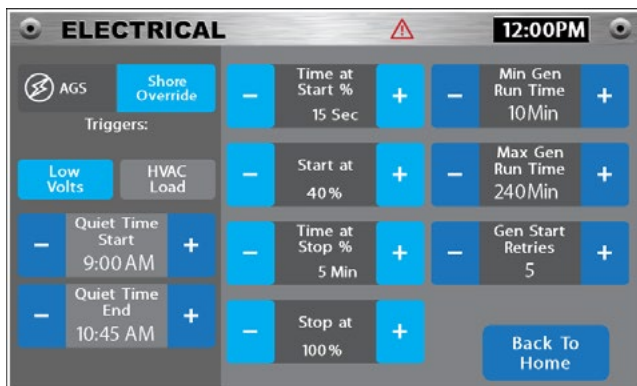 ELECTRICAL
12:00PM
AGS
Shore
Override
Triggers:
Low
Volts
HVAC
Load
Quiet Time
Start
9:00 AM
Quiet Time
End
10:45 AM
Time at
Start %
15 Sec
Start at
40%
Time at
Stop %
5 Min
Stop at
100%
Min Gen
Run Time
10Min
Max Gen
Run Time
240Min
Gen Start
Retries
5
Back To
Home